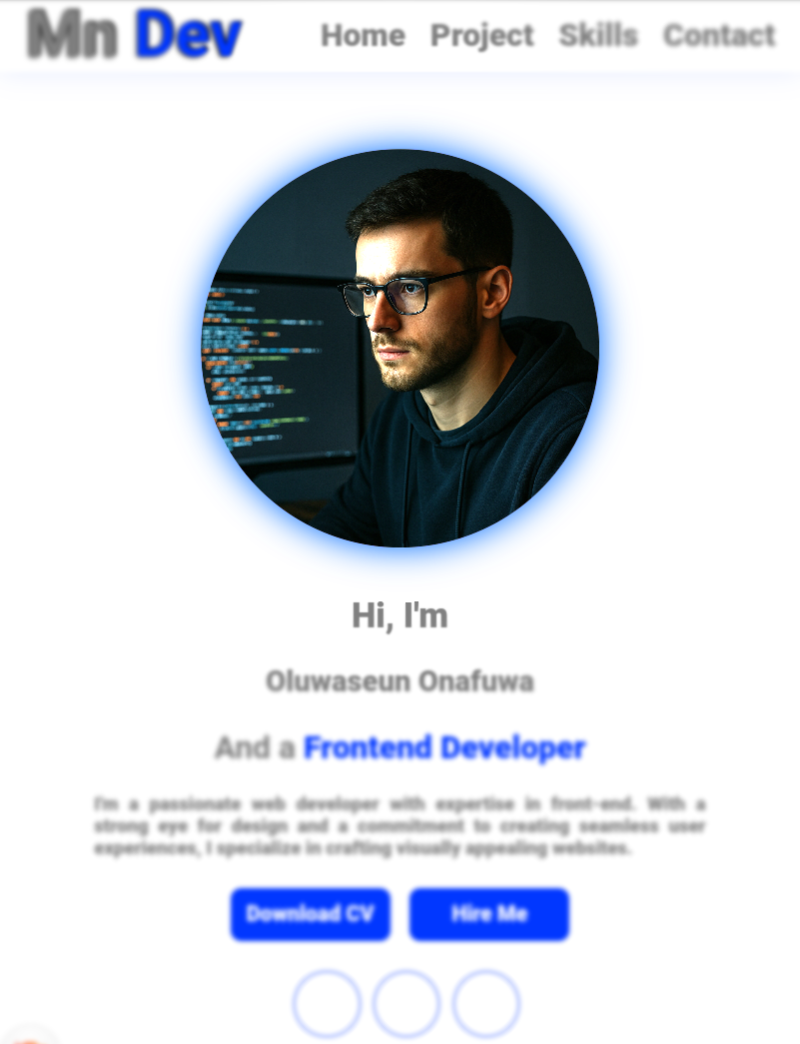 Mn Dev
Home Project Skills Contact
Hi, I'm
Oluwaseun Onafuwa
And a Frontend Developer
I'm a passionate web developer with expertise in front-end. With a
strong eye for design and a commitment to creating seamless user
experiences, I specialize in crafting visually appealing websites.
Download CV
Hire Me